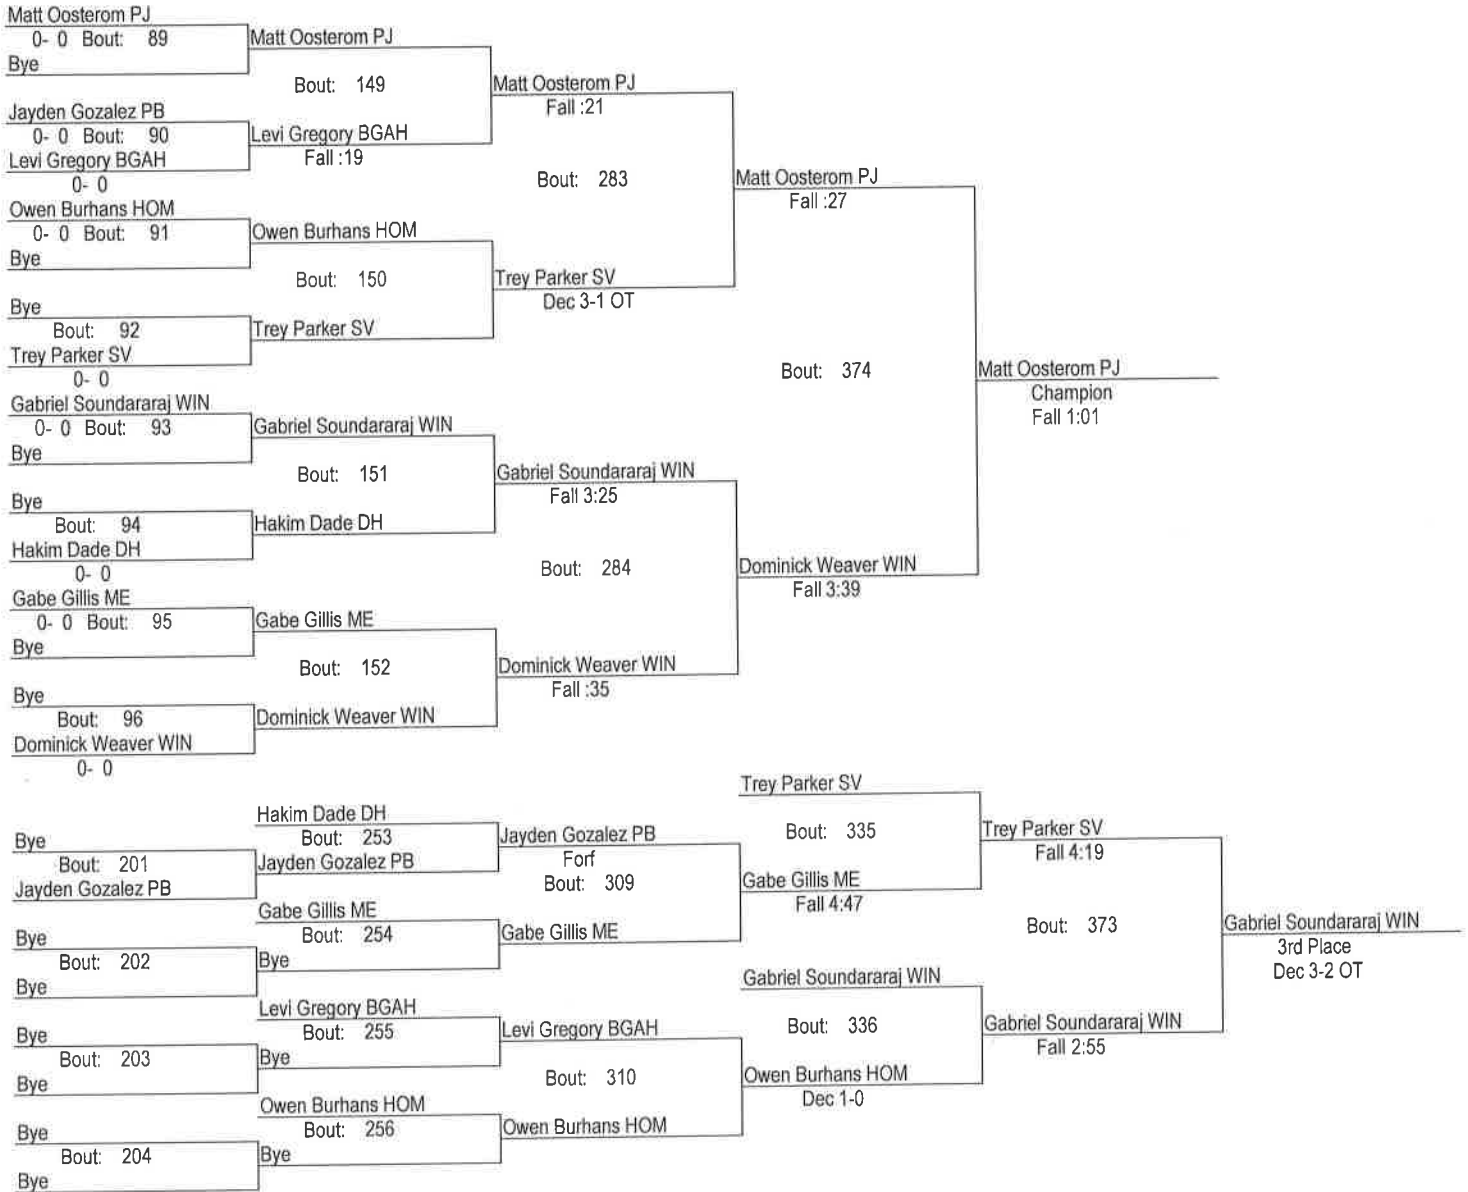 Matt Oosterom PJ
0- 0 Bout: 89
Bye
Matt Oosterom PJ
Bout: 149
Jayden Gozalez PB
0- 0 Bout: 90
Levi Gregory BGAH
0- 0
Levi Gregory BGAH
Fall :19
Matt Oosterom PJ
Fall :21
Bout: 283
Owen Burhans HOM
0- 0 Bout: 91
Bye
Owen Burhans HOM
Bout: 150
Bye
Bout: 92
Trey Parker SV
0- 0
Trey Parker SV
Trey Parker SV
Dec 3-1 OT
Matt Oosterom PJ
Fall :27
Bout: 374
Gabriel Soundararaj WIN
0- 0 Bout: 93
Bye
Gabriel Soundararaj WIN
Bout: 151
Bye
Bout: 94
Hakim Dade DH
0- 0
Hakim Dade DH
Gabriel Soundararaj WIN
Fall 3:25
Bout: 284
Gabe Gillis ME
0- 0 Bout: 95
Bye
Gabe Gillis ME
Bout: 152
Bye
Bout: 96
Dominick Weaver WIN
0- 0
Dominick Weaver WIN
Dominick Weaver WIN
Fall :35
Dominick Weaver WIN
Fall 3:39
Matt Oosterom PJ
Champion
Fall 1:01
Bye
Bout: 201
Jayden Gozalez PB
Hakim Dade DH
Bout: 253
Jayden Gozalez PB
Jayden Gozalez PB
Forf
Bout: 309
Bye
Bout: 202
Bye
Gabe Gillis ME
Bout: 254
Bye
Gabe Gillis ME
Trey Parker SV
Bout: 335
Gabe Gillis ME
Fall 4:47
Trey Parker SV
Fall 4:19
Bout: 373
Bye
Bout: 203
Bye
Levi Gregory BGAH
Bout: 255
Bye
Levi Gregory BGAH
Bout: 310
Bye
Bout: 204
Bye
Owen Burhans HOM
Bout: 256
Bye
Owen Burhans HOM
Gabriel Soundararaj WIN
Bout: 336
Owen Burhans HOM
Dec 1-0
Gabriel Soundararaj WIN
Fall 2:55
Gabriel Soundararaj WIN
3rd Place
Dec 3-2 OT